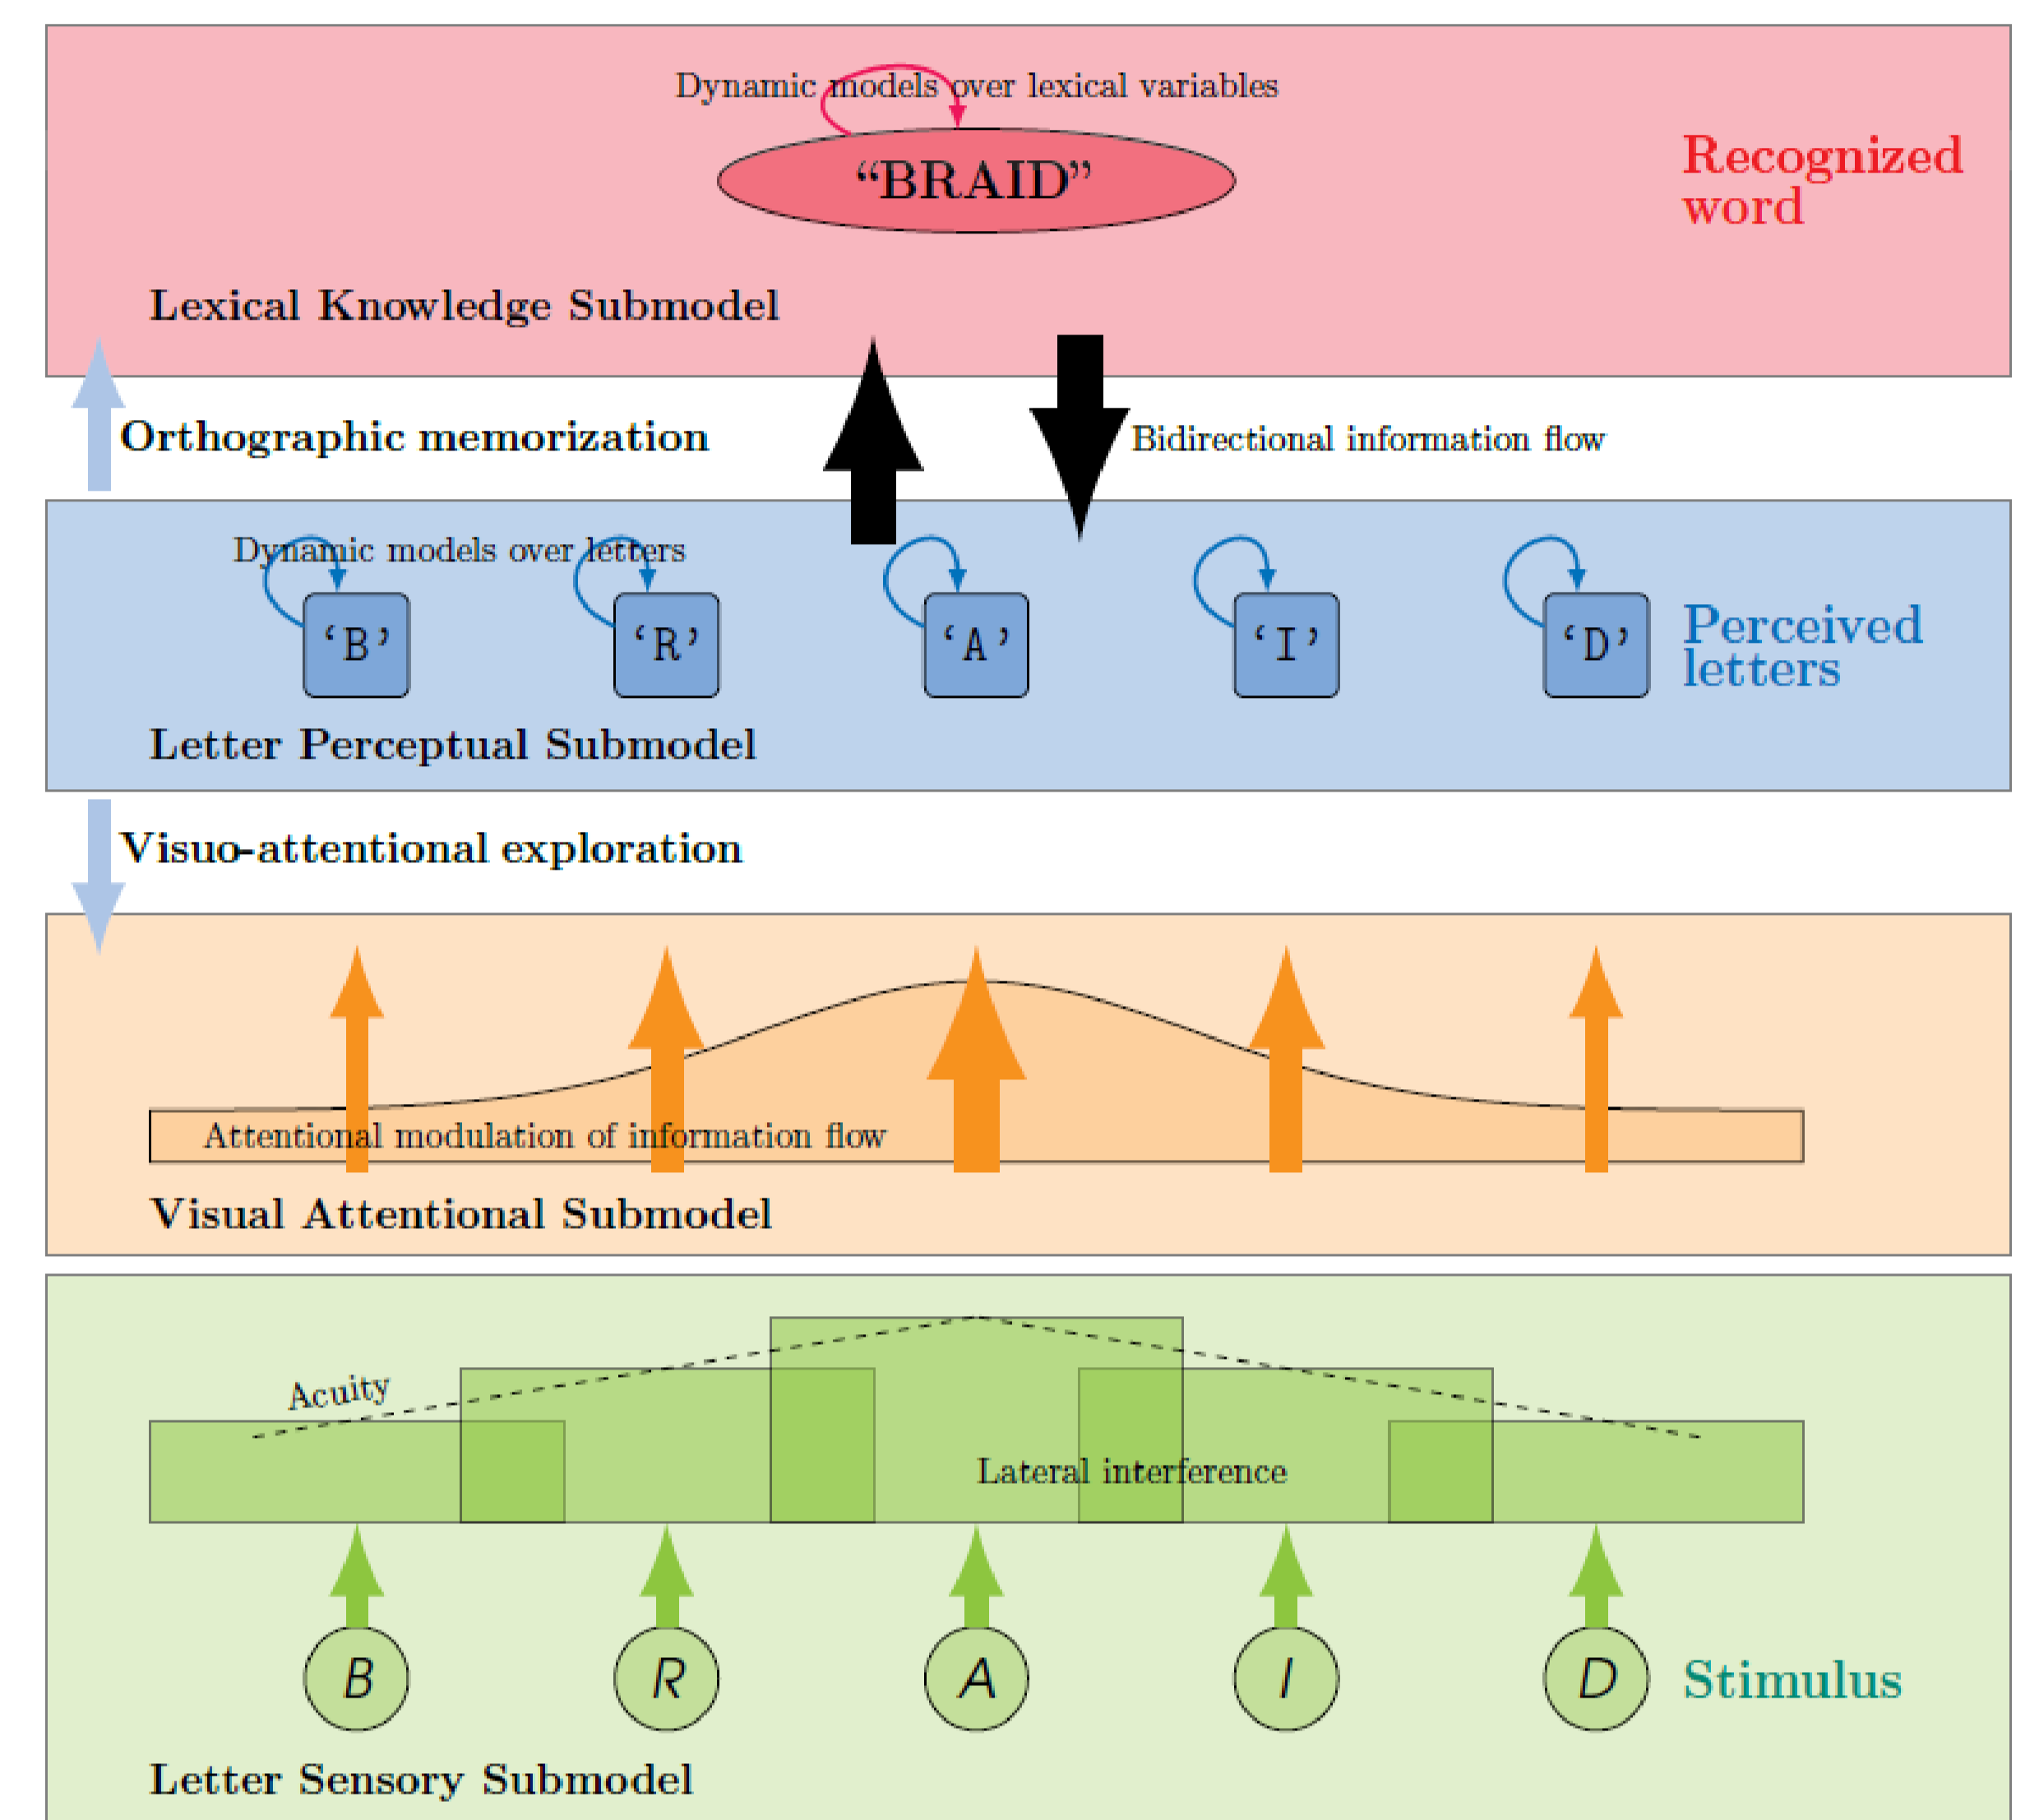 Dynamic models over lexical variables
“BRAID”
Recognized
word
Lexical Knowledge Submodel
Orthographic memorization
Bidirectional information flow
Dynamic models over letters
‘B’ ‘R’ ‘A’ ‘I’ ‘D’
Perceived
letters
Letter Perceptual Submodel
Visuo-attentional exploration
Attentional modulation of information flow
Visual Attentional Submodel
Acuity
Lateral interference
B R A I D
Stimulus
Letter Sensory Submodel